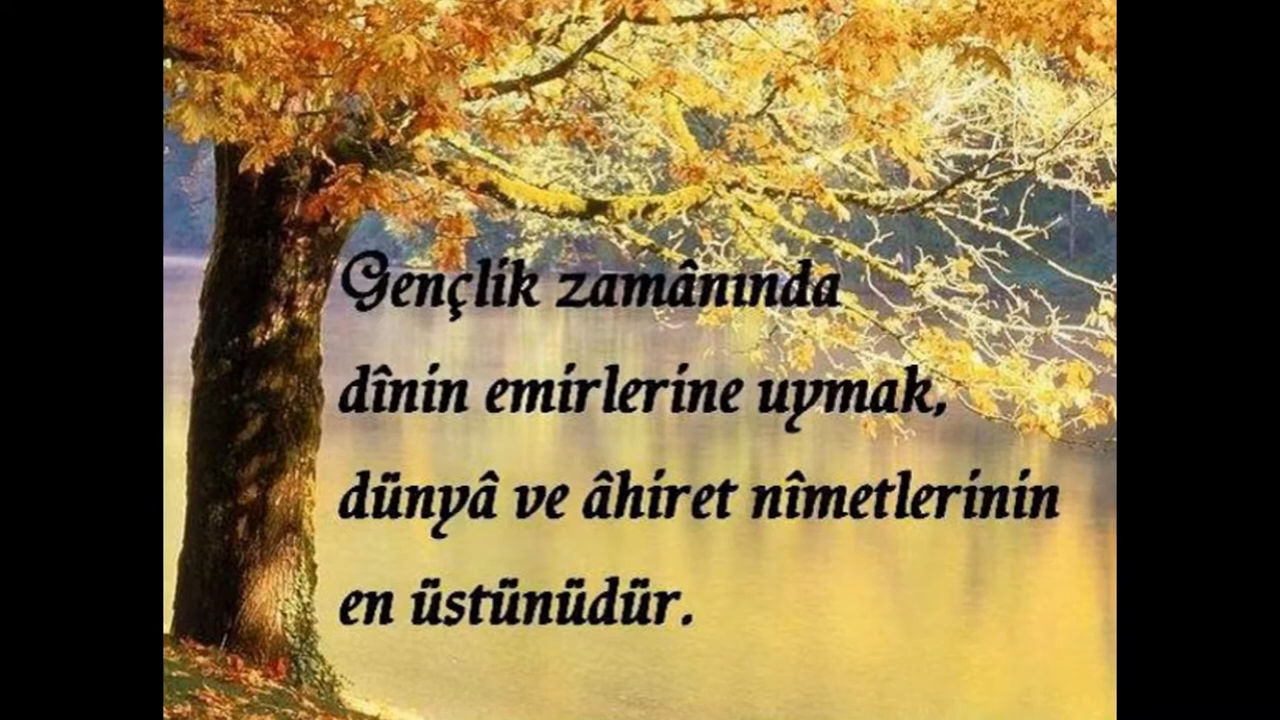 Gençlik zamânında
dînin emirlerine uymak,
dünyâ ve âhiret nîmetlerinin
en üstünüdür.